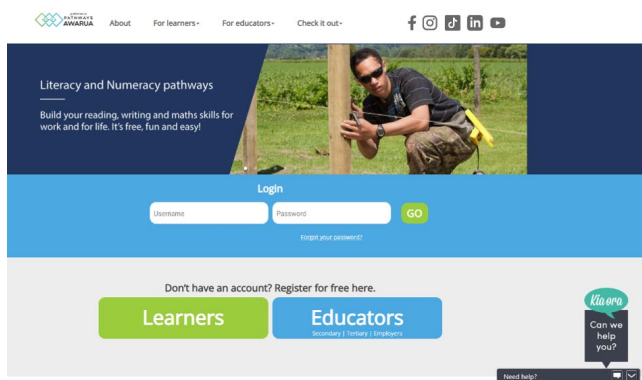 PATHWAYS
AWARUA
About
For learners
For educators
Check it out
Literacy and Numeracy pathways
Build your reading, writing and maths skills for
work and for life. It's free, fun and easy!
Login
Username
Password
GO
Forgot your password?
Don't have an account? Register for free here.
Learners
Educators
Secondary | Tertiary | Employers
Kia ora
Can we
help
you?
Need help?